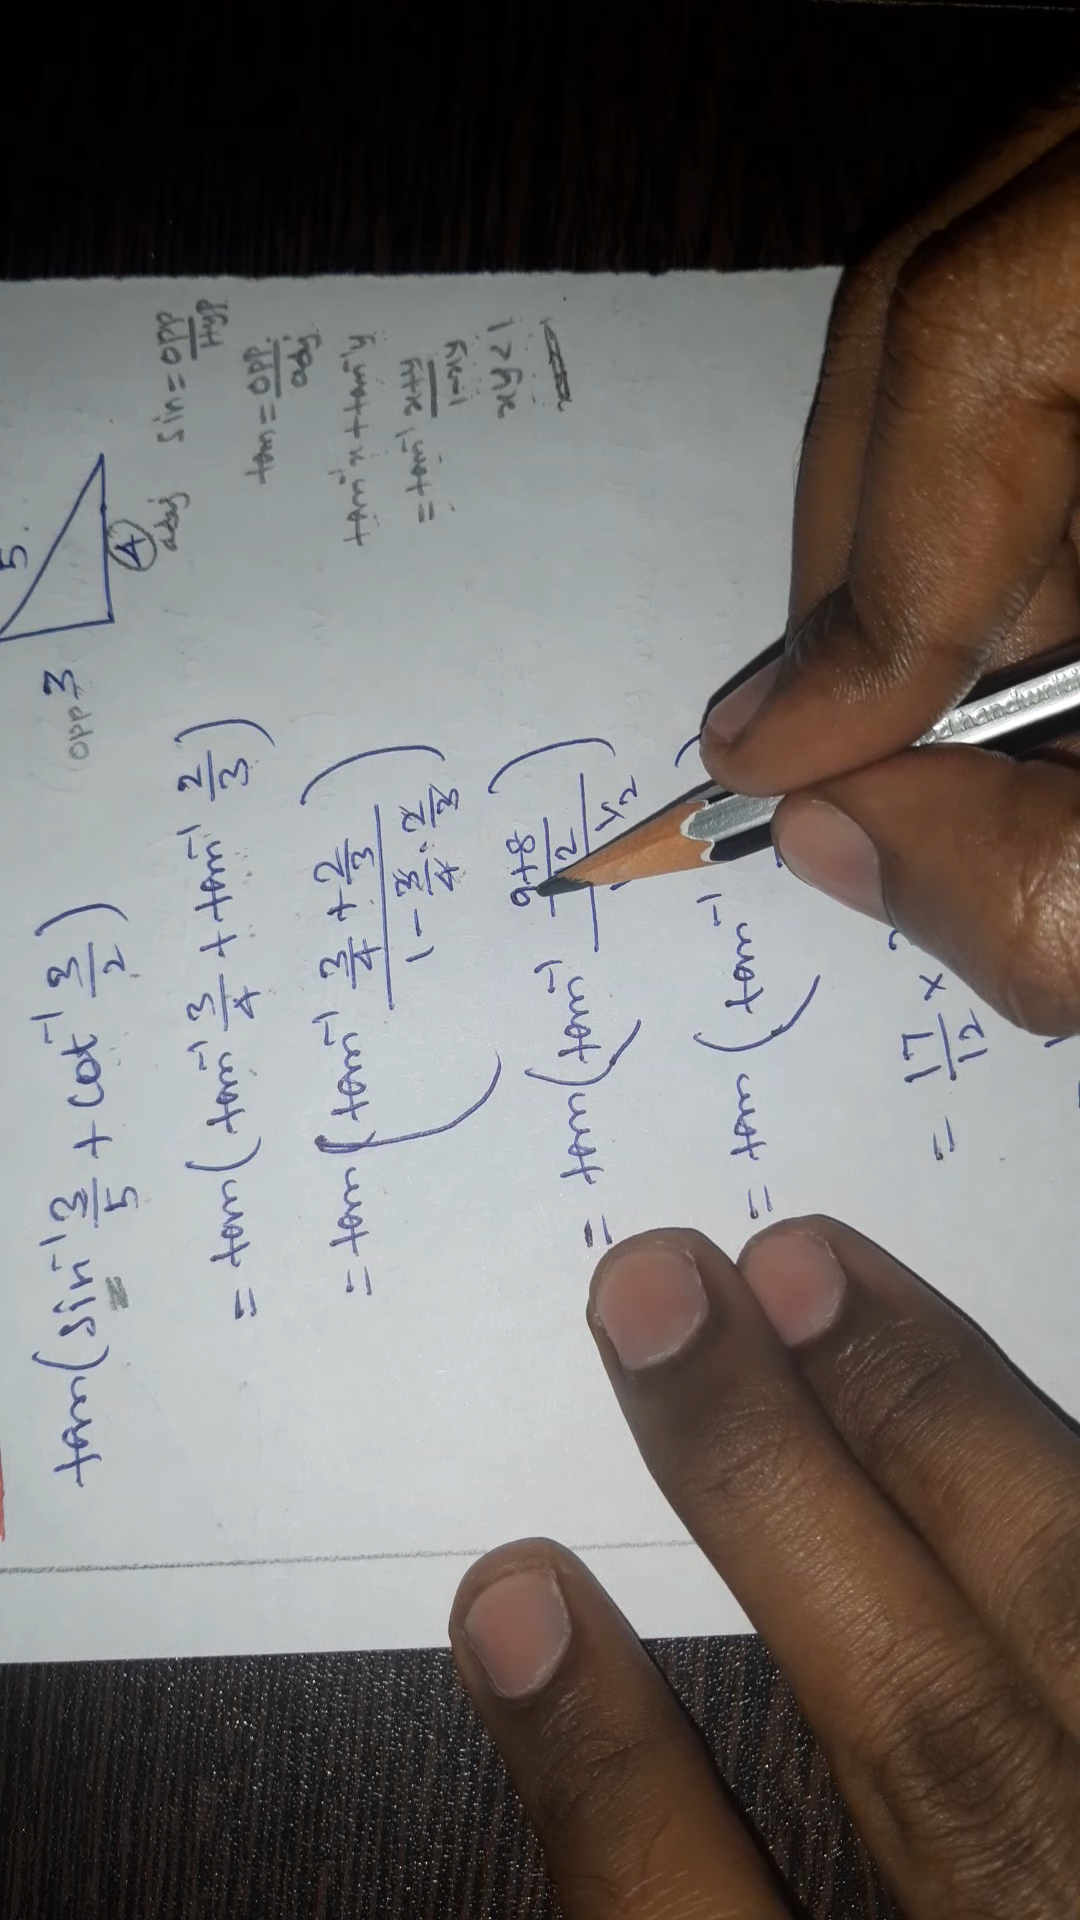 tan(sin⁻¹ 3/5 + cot⁻¹ 3/2)
= tan(tan⁻¹ 3/4 + tan⁻¹ 2/3)
= tan(tan⁻¹ (3/4 + 2/3)/(1 - 3/4 · 2/3))
= tan(tan⁻¹ (9+8/12)/
= tan(tan⁻¹
= 17/12 ×
5
opp 3
4
adj
sin = opp/Hyp
tan = opp/adj
tan⁻¹x + tan⁻¹y
= tan⁻¹ x+y/1-xy
xy < 1